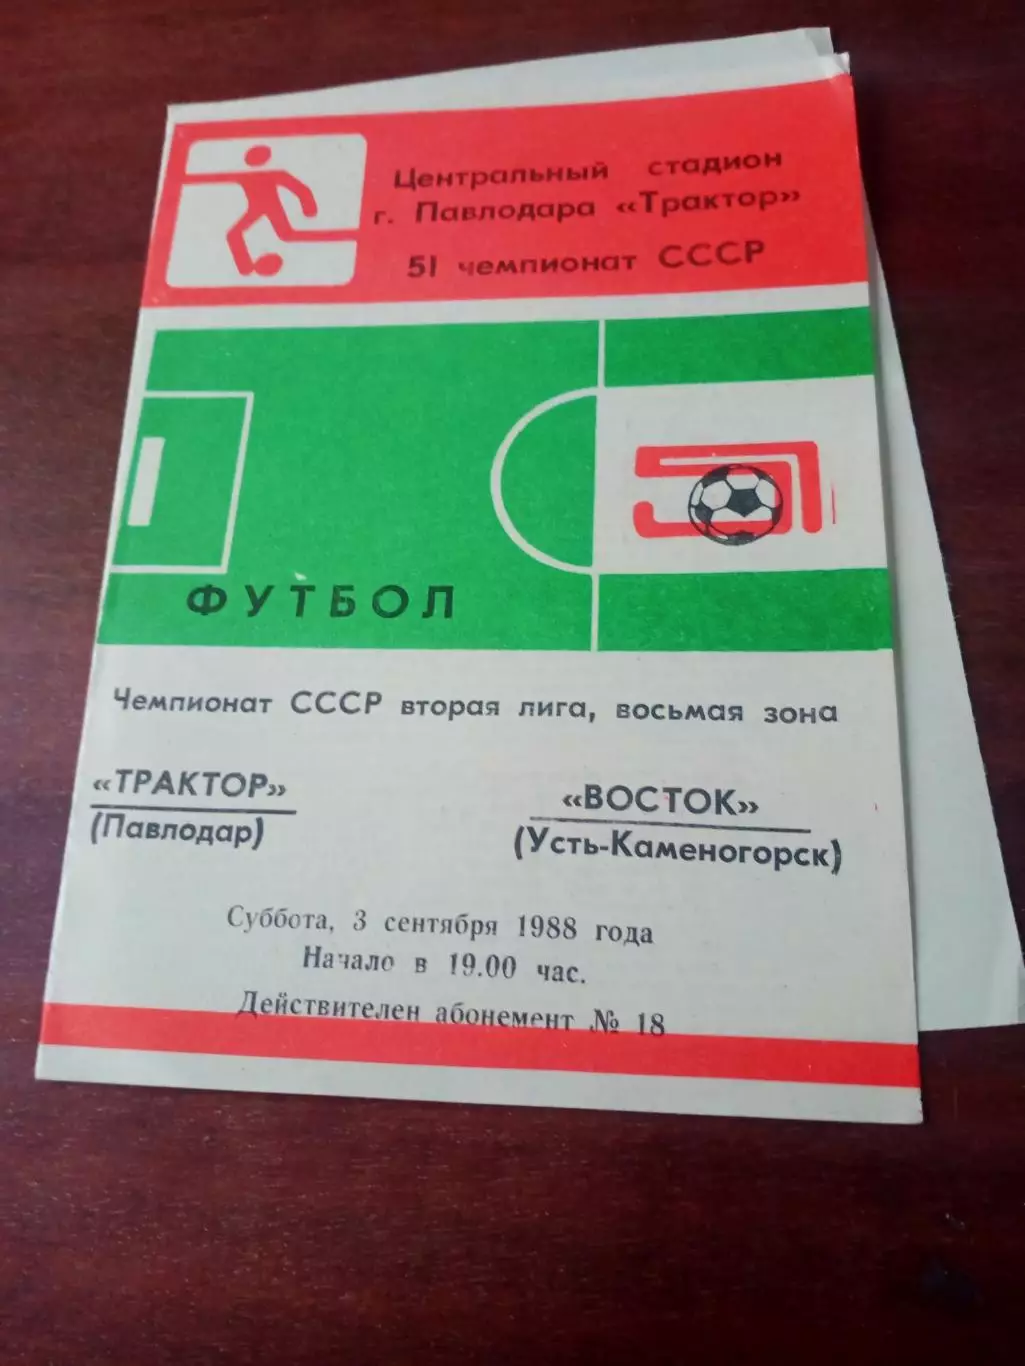 Центральный стадион
г. Павлодара «Трактор»
51 чемпионат СССР
51
ФУТБОЛ
Чемпионат СССР вторая лига, восьмая зона
«ТРАКТОР»
(Павлодар)
«ВОСТОК»
(Усть-Каменогорск)
Суббота, 3 сентября 1988 года
Начало в 19.00 час.
Действителен абонемент № 18